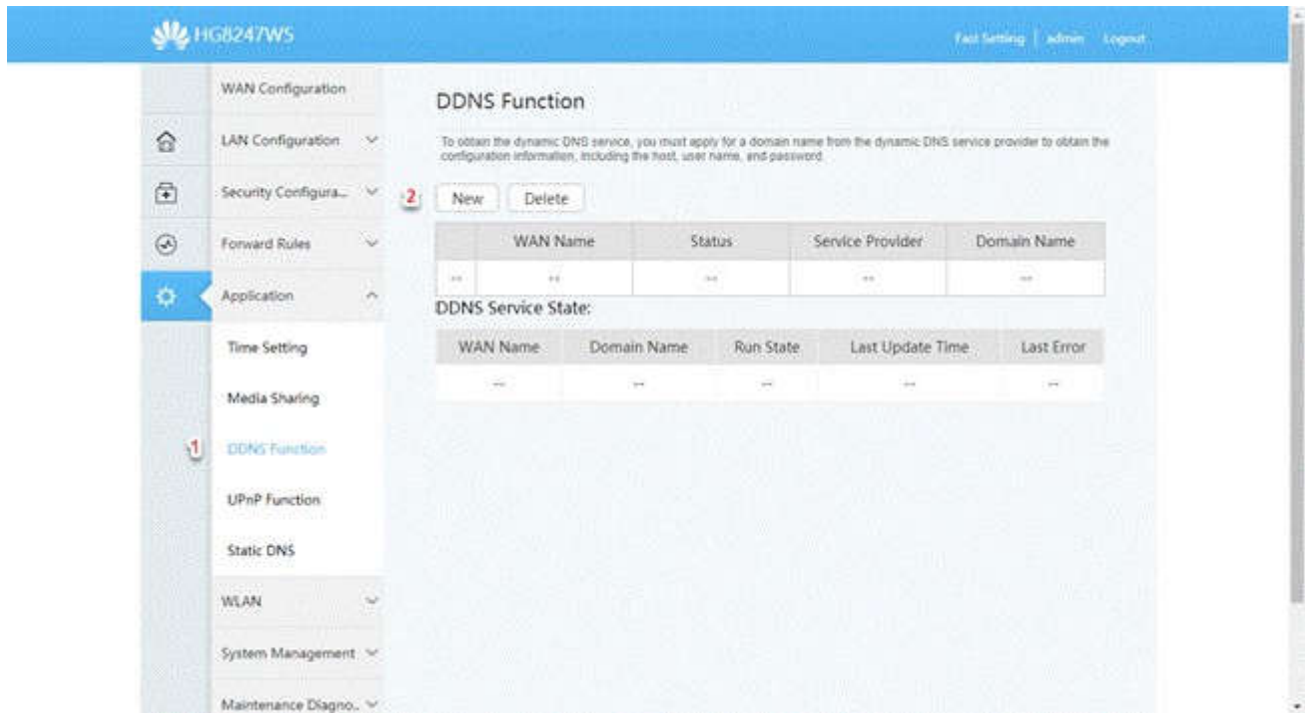 HG8247W5
Fast Setting | admin Logout
WAN Configuration
LAN Configuration
Security Configura...
Forward Rules
Application
Time Setting
Media Sharing
1 DDNS Function
UPnP Function
Static DNS
WLAN
System Management
Maintenance Diagno..
DDNS Function
To obtain the dynamic DNS service, you must apply for a domain name from the dynamic DNS service provider to obtain the
configuration information, including the host, user name, and password.
2 New Delete
WAN Name Status Service Provider Domain Name
-- -- -- -- --
DDNS Service State:
WAN Name Domain Name Run State Last Update Time Last Error
-- -- -- -- --